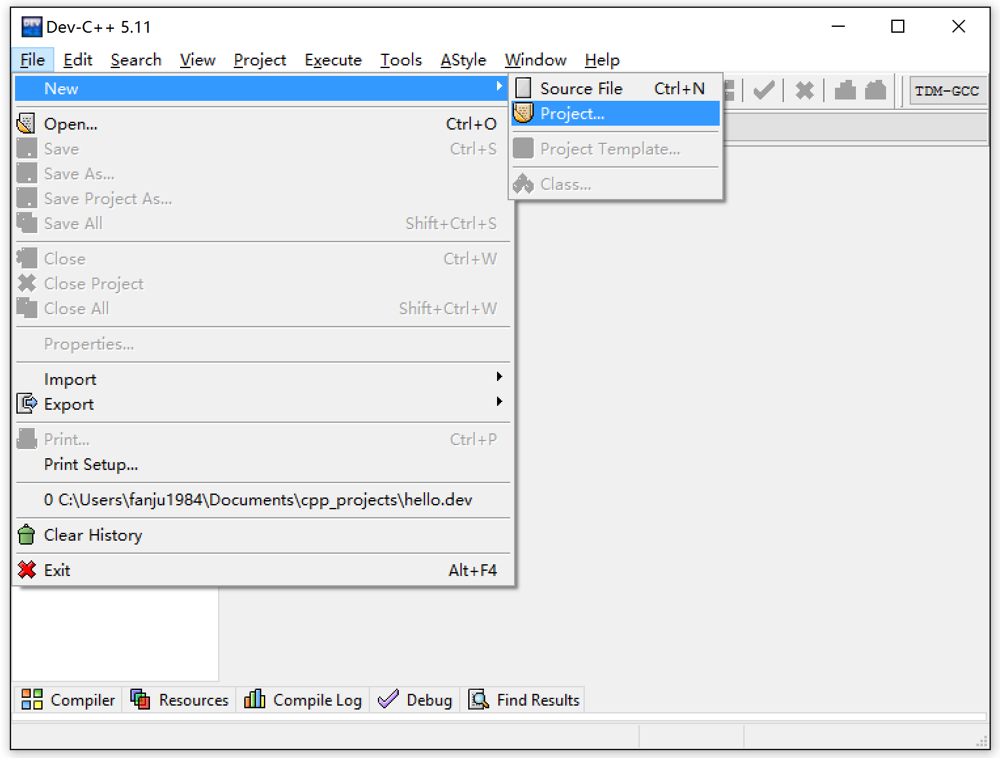 Dev-C++ 5.11
File Edit Search View Project Execute Tools AStyle Window Help
New
Source File Ctrl+N
TDM-GCC
Project...
Project Template...
Class...
Open... Ctrl+O
Save Ctrl+S
Save As...
Save Project As...
Save All Shift+Ctrl+S
Close Ctrl+W
Close Project
Close All Shift+Ctrl+W
Properties...
Import
Export
Print... Ctrl+P
Print Setup...
0 C:\Users\fanju1984\Documents\cpp_projects\hello.dev
Clear History
Exit Alt+F4
Compiler Resources Compile Log Debug Find Results